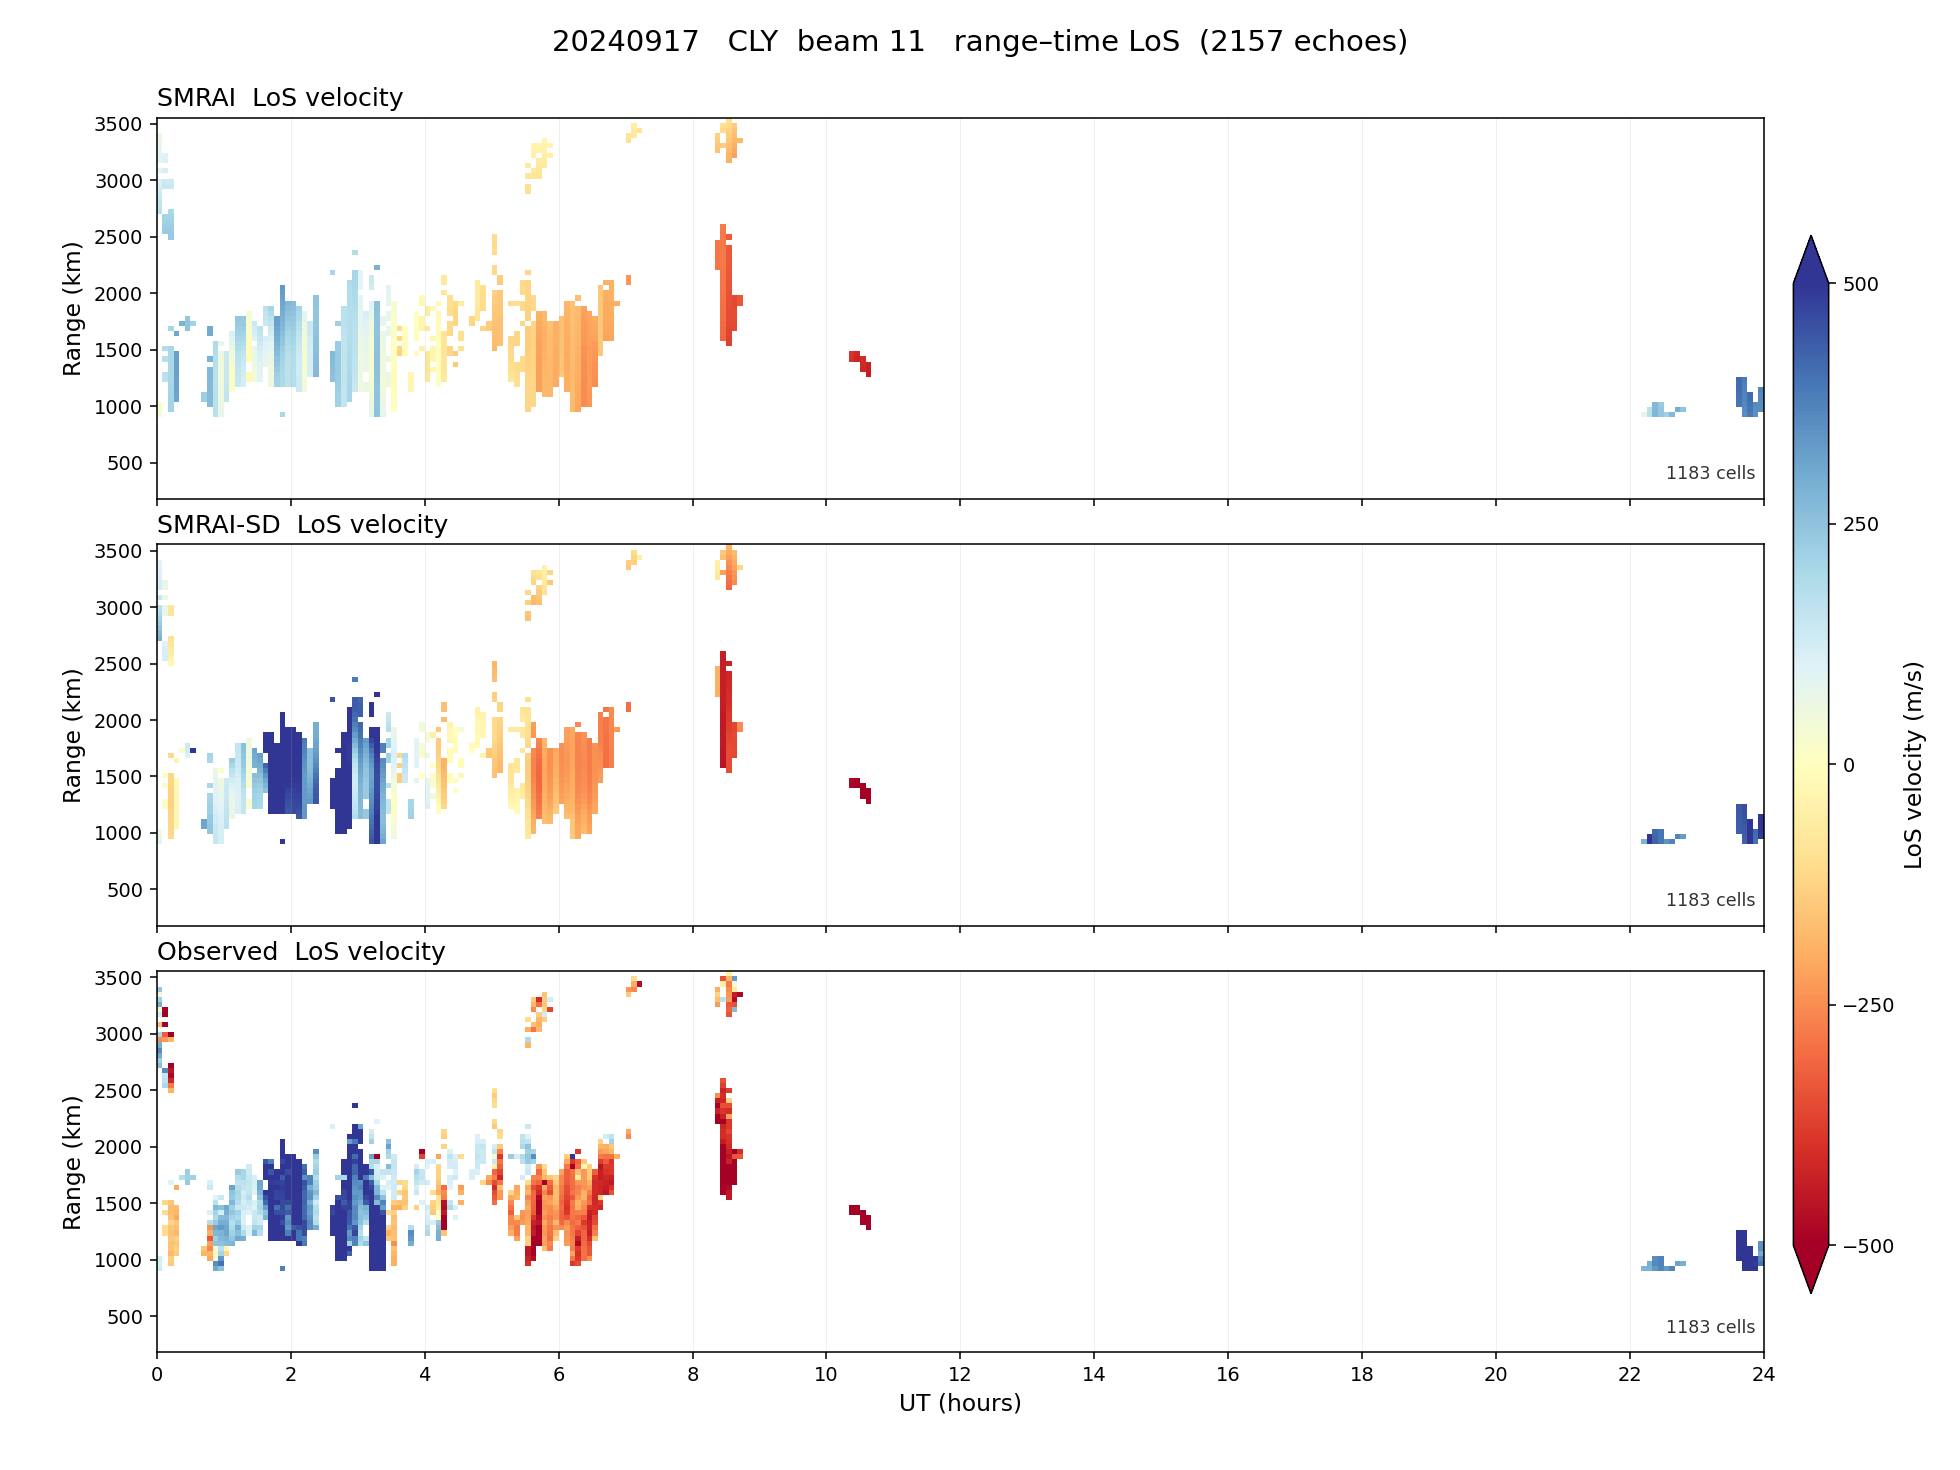 20240917   CLY  beam 11   range–time LoS  (2157 echoes)
SMRAI  LoS velocity
3500
3000
2500
2000
1500
1000
500
Range (km)
1183 cells
SMRAI-SD  LoS velocity
3500
3000
2500
2000
1500
1000
500
Range (km)
1183 cells
Observed  LoS velocity
3500
3000
2500
2000
1500
1000
500
Range (km)
1183 cells
0 2 4 6 8 10 12 14 16 18 20 22 24
UT (hours)
500
250
0
−250
−500
LoS velocity (m/s)